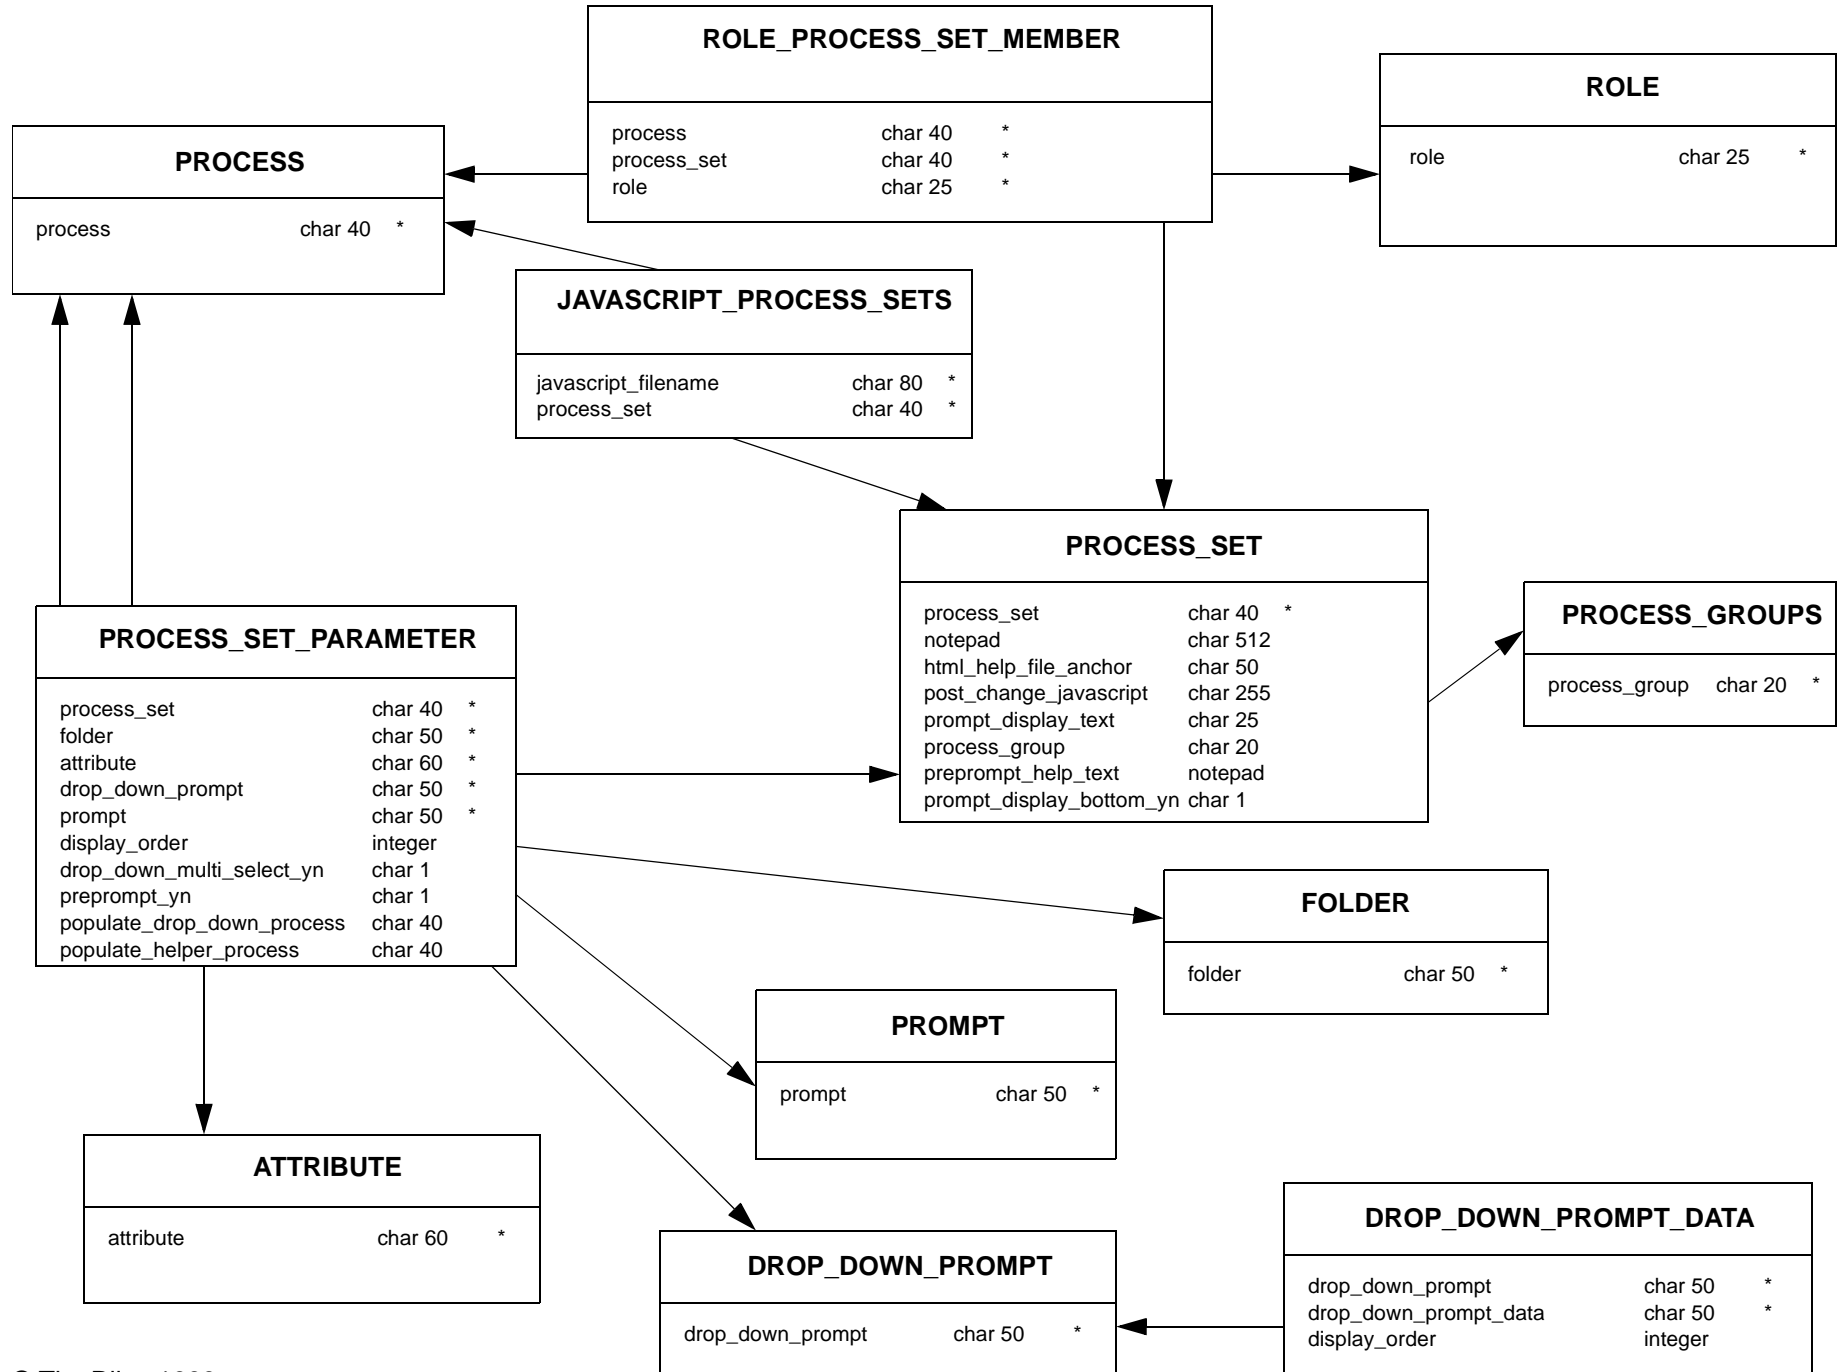 ROLE_PROCESS_SET_MEMBER
process char 40 *
process_set char 40 *
role char 25 *
ROLE
role char 25 *
PROCESS
process char 40 *
JAVASCRIPT_PROCESS_SETS
javascript_filename char 80 *
process_set char 40 *
PROCESS_SET
process_set char 40 *
notepad char 512
html_help_file_anchor char 50
post_change_javascript char 255
prompt_display_text char 25
process_group char 20
preprompt_help_text notepad
prompt_display_bottom_yn char 1
PROCESS_GROUPS
process_group char 20 *
PROCESS_SET_PARAMETER
process_set char 40 *
folder char 50 *
attribute char 60 *
drop_down_prompt char 50 *
prompt char 50 *
display_order integer
drop_down_multi_select_yn char 1
preprompt_yn char 1
populate_drop_down_process char 40
populate_helper_process char 40
FOLDER
folder char 50 *
PROMPT
prompt char 50 *
ATTRIBUTE
attribute char 60 *
DROP_DOWN_PROMPT
drop_down_prompt char 50 *
DROP_DOWN_PROMPT_DATA
drop_down_prompt char 50 *
drop_down_prompt_data char 50 *
display_order integer